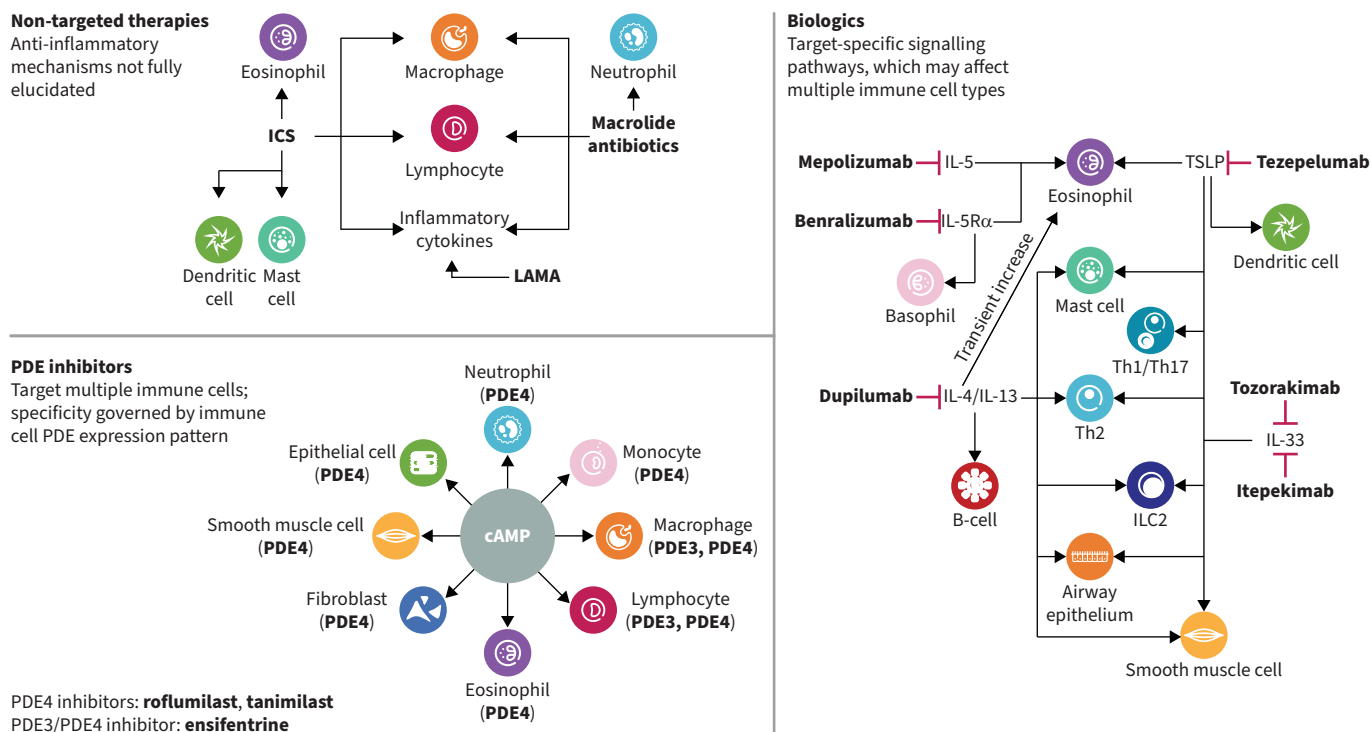 Non-targeted therapies
Anti-inflammatory
mechanisms not fully
elucidated
Eosinophil
Macrophage
Neutrophil
ICS
Macrolide
antibiotics
Lymphocyte
Inflammatory
cytokines
LAMA
Dendritic
cell
Mast
cell
PDE inhibitors
Target multiple immune cells;
specificity governed by immune
cell PDE expression pattern
Neutrophil
(PDE4)
Epithelial cell
(PDE4)
Monocyte
(PDE4)
Smooth muscle cell
(PDE4)
cAMP
Macrophage
(PDE3, PDE4)
Fibroblast
(PDE4)
Lymphocyte
(PDE3, PDE4)
Eosinophil
(PDE4)
PDE4 inhibitors: roflumilast, tanimilast
PDE3/PDE4 inhibitor: ensifentrine
Biologics
Target-specific signalling
pathways, which may affect
multiple immune cell types
Mepolizumab
IL-5
Eosinophil
TSLP
Tezepelumab
Benralizumab
IL-5Rα
Dendritic cell
Basophil
Transient increase
Mast cell
Th1/Th17
Dupilumab
IL-4/IL-13
Th2
Tozorakimab
IL-33
Itepekimab
B-cell
ILC2
Airway
epithelium
Smooth muscle cell